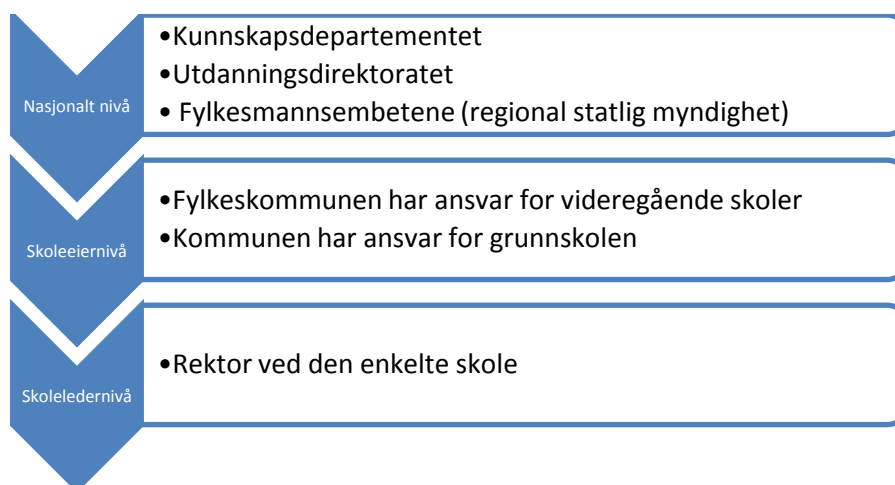 Nasjonalt nivå
•Kunnskapsdepartementet
•Utdanningsdirektoratet
• Fylkesmannsembetene (regional statlig myndighet)
Skoleeiernivå
•Fylkeskommunen har ansvar for videregående skoler
•Kommunen har ansvar for grunnskolen
Skoleledernivå
•Rektor ved den enkelte skole